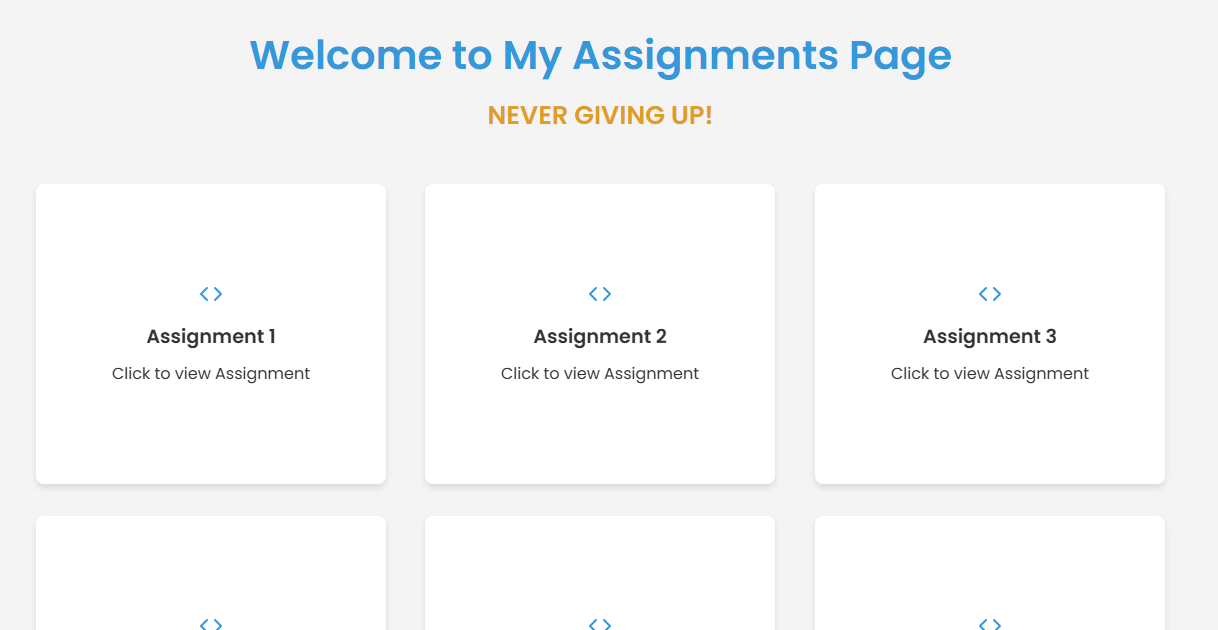 Welcome to My Assignments Page
NEVER GIVING UP!
Assignment 1
Click to view Assignment
Assignment 2
Click to view Assignment
Assignment 3
Click to view Assignment